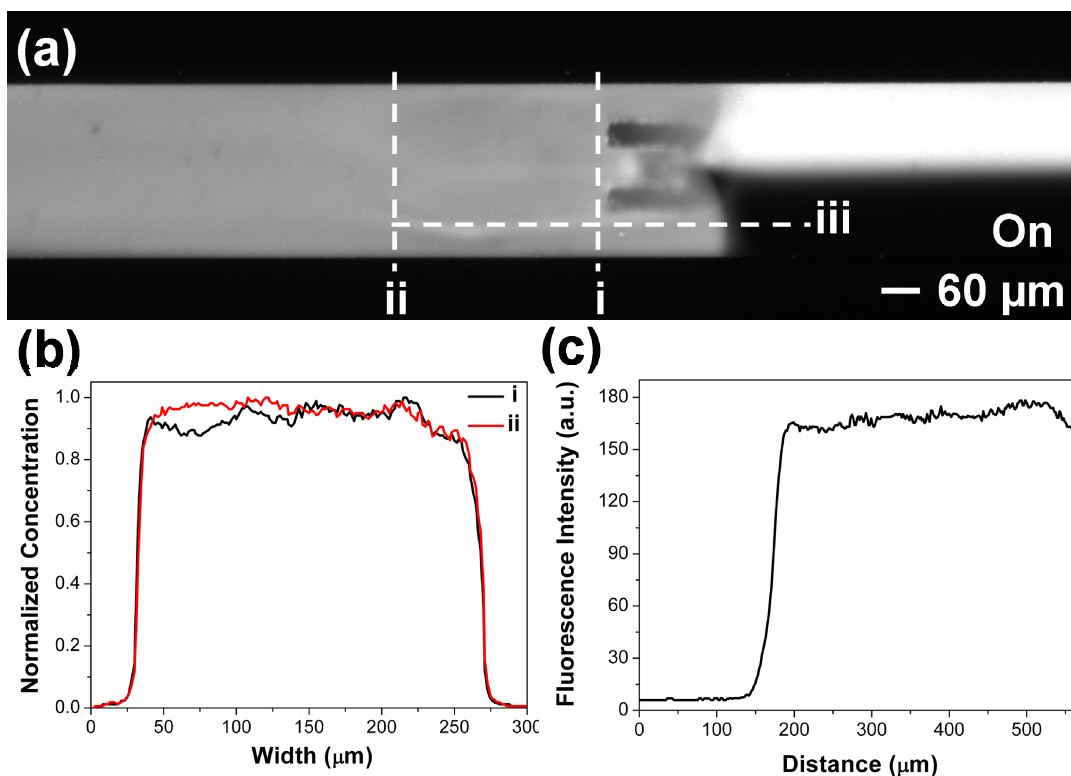 (a)
iii
On
ii
i
60 µm
(b)
Normalized Concentration
1.0
0.8
0.6
0.4
0.2
0.0
0
50
100
150
200
250
300
Width (µm)
i
ii
(c)
Fluorescence Intensity (a.u.)
180
150
120
90
60
30
0
0
100
200
300
400
500
Distance (µm)